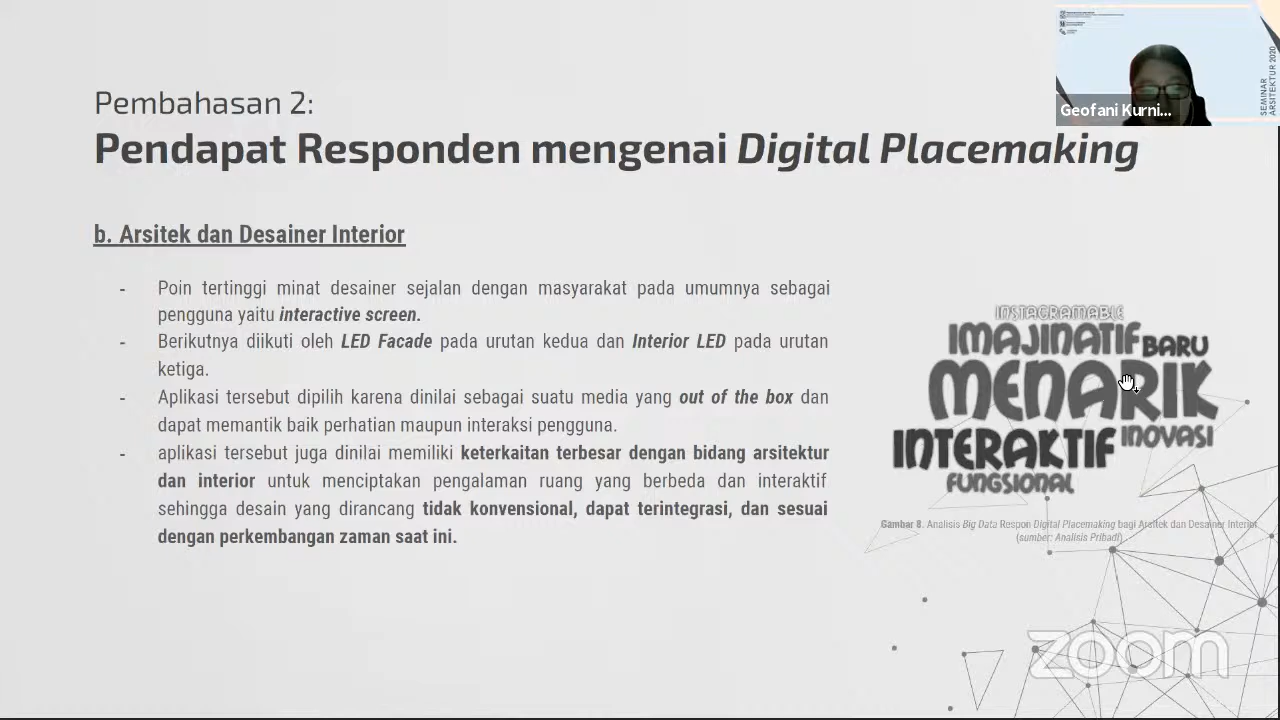 Pembahasan 2:
Pendapat Responden mengenai Digital Placemaking
b. Arsitek dan Desainer Interior
- Poin tertinggi minat desainer sejalan dengan masyarakat pada umumnya sebagai
pengguna yaitu interactive screen.
- Berikutnya diikuti oleh LED Facade pada urutan kedua dan Interior LED pada urutan
ketiga.
- Aplikasi tersebut dipilih karena dinilai sebagai suatu media yang out of the box dan
dapat memantik baik perhatian maupun interaksi pengguna.
- aplikasi tersebut juga dinilai memiliki keterkaitan terbesar dengan bidang arsitektur
dan interior untuk menciptakan pengalaman ruang yang berbeda dan interaktif
sehingga desain yang dirancang tidak konvensional, dapat terintegrasi, dan sesuai
dengan perkembangan zaman saat ini.
INSTAGRAMABLE
IMAJINATIF BARU
MENARIK
INTERAKTIF INOVASI
FUNGSIONAL
Gambar 8. Analisis Big Data Respon Digital Placemaking bagi Arsitek dan Desainer Interior
(sumber: Analisis Pribadi)
Geofani Kurni...
SEMINAR
ARSITEKTUR 2020
zoom